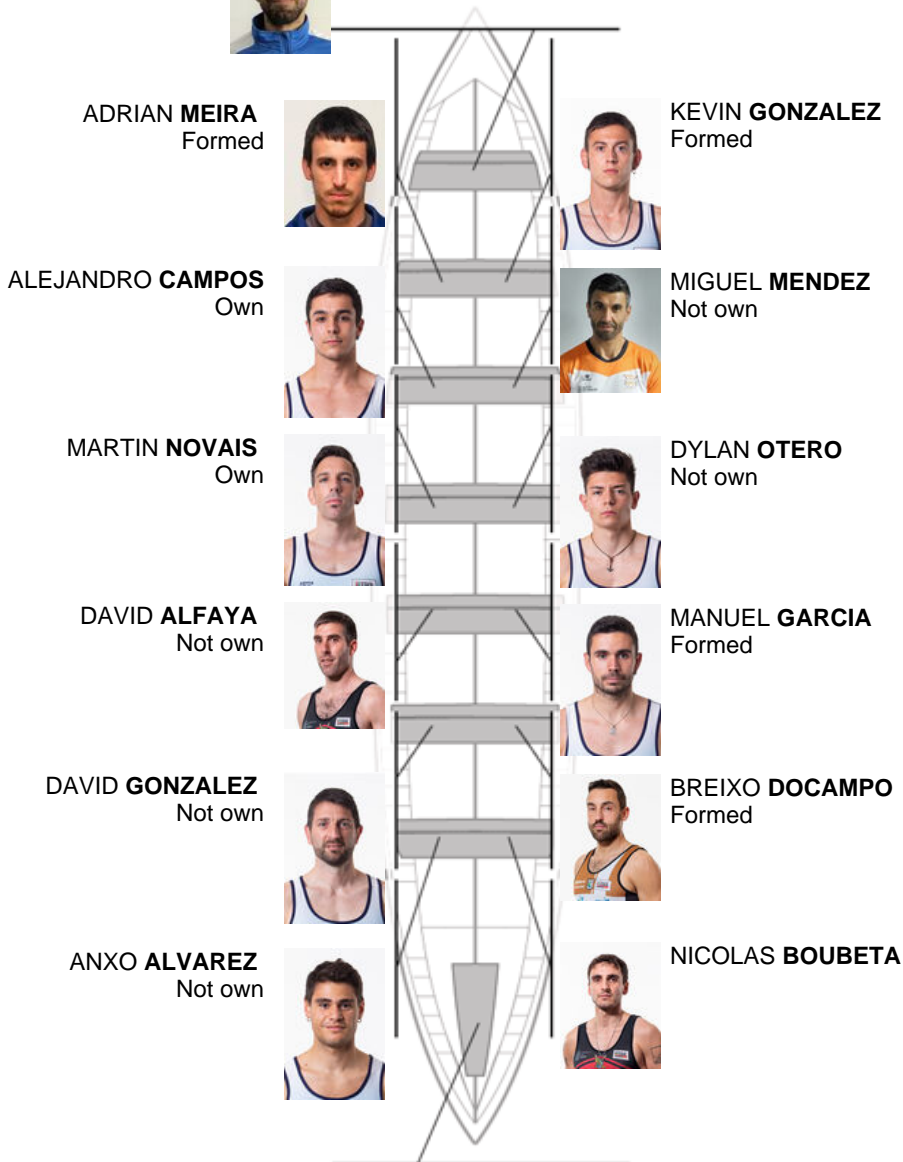 ADRIAN MEIRA
Formed
KEVIN GONZALEZ
Formed
ALEJANDRO CAMPOS
Own
MIGUEL MENDEZ
Not own
MARTIN NOVAIS
Own
DYLAN OTERO
Not own
DAVID ALFAYA
Not own
MANUEL GARCIA
Formed
DAVID GONZALEZ
Not own
BREIXO DOCAMPO
Formed
ANXO ALVAREZ
Not own
NICOLAS BOUBETA